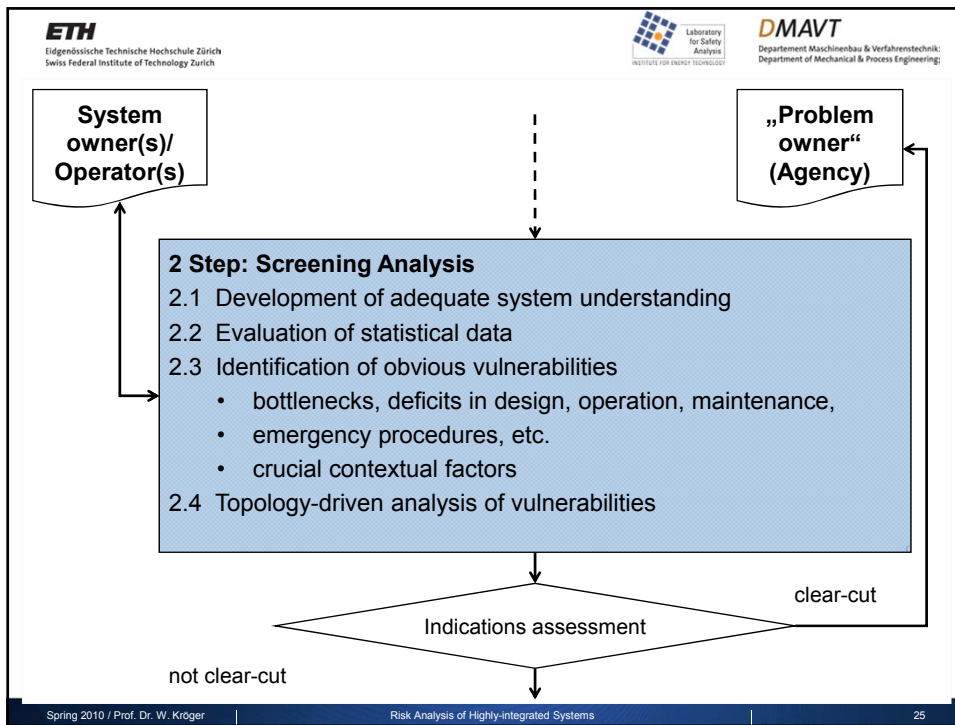 ETH
Eidgenössische Technische Hochschule Zürich
Swiss Federal Institute of Technology Zurich
Laboratory
for Safety
Analysis
INSTITUTE FOR ENERGY TECHNOLOGY
DMAVT
Departement Maschinenbau & Verfahrenstechnik
Department of Mechanical & Process Engineering
System
owner(s)/
Operator(s)
„Problem
owner“
(Agency)
2 Step: Screening Analysis
2.1 Development of adequate system understanding
2.2 Evaluation of statistical data
2.3 Identification of obvious vulnerabilities
• bottlenecks, deficits in design, operation, maintenance,
• emergency procedures, etc.
• crucial contextual factors
2.4 Topology-driven analysis of vulnerabilities
clear-cut
Indications assessment
not clear-cut
Spring 2010 / Prof. Dr. W. Kröger
Risk Analysis of Highly-integrated Systems
25